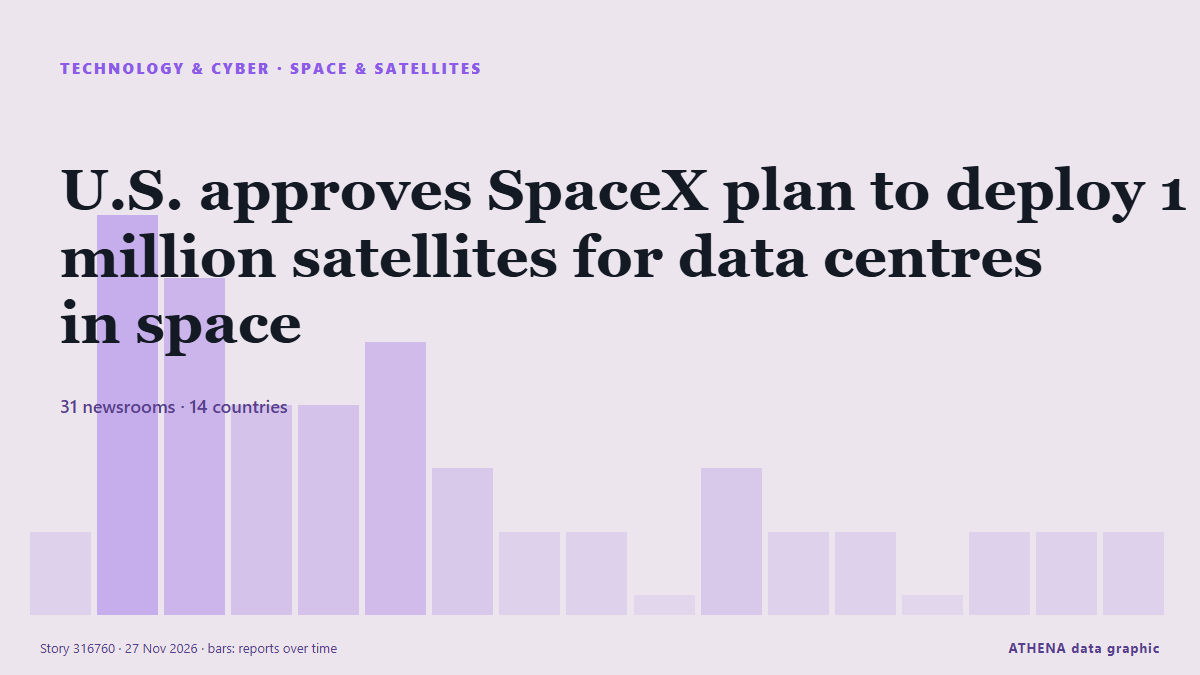 TECHNOLOGY & CYBER · SPACE & SATELLITES
U.S. approves SpaceX plan to deploy 1
million satellites for data centres
in space
31 newsrooms · 14 countries
Story 316760 · 27 Nov 2026 · bars: reports over time
ATHENA data graphic